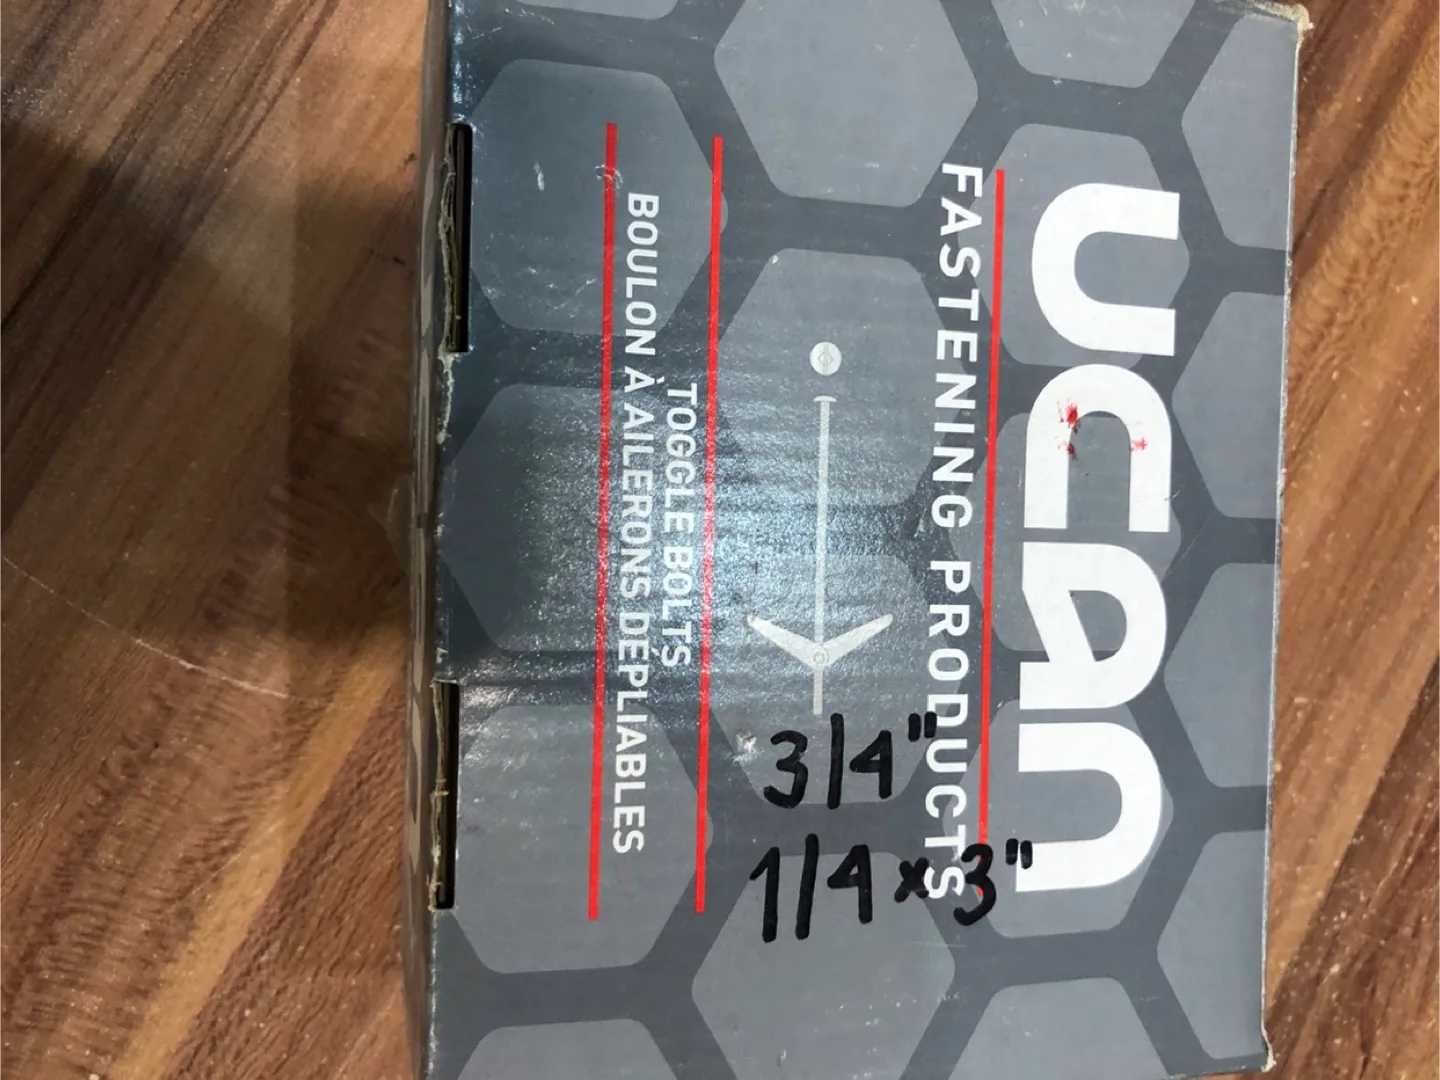 ucan
FASTENING PRODUCTS
TOGGLE BOLTS
BOULON À AILERONS DÉPLIABLES
3/4"
1/4 x 3"